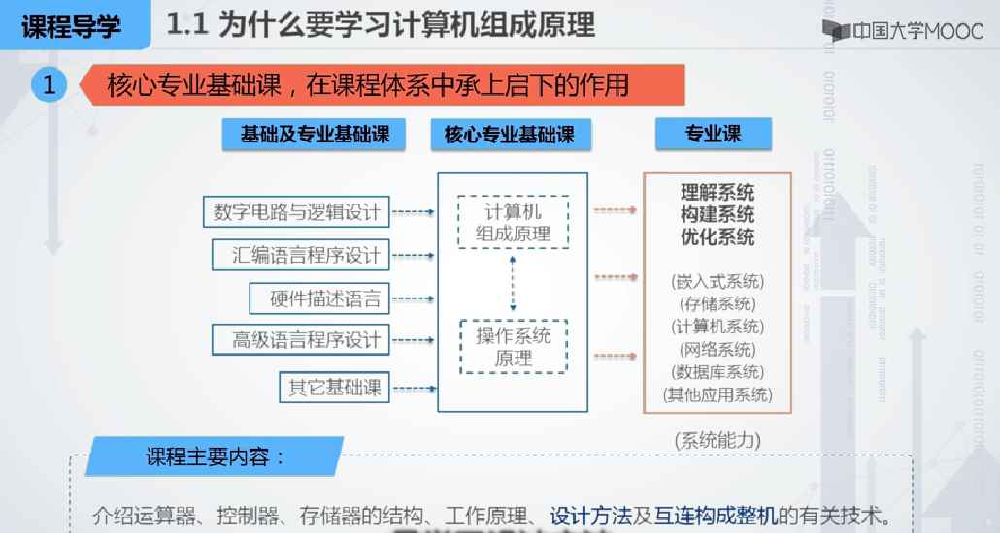 课程导学
1.1 为什么要学习计算机组成原理
中国大学MOOC
1
核心专业基础课，在课程体系中承上启下的作用
基础及专业基础课
核心专业基础课
专业课
数字电路与逻辑设计
汇编语言程序设计
硬件描述语言
高级语言程序设计
其它基础课
计算机
组成原理
操作系统
原理
理解系统
构建系统
优化系统
(嵌入式系统)
(存储系统)
(计算机系统)
(网络系统)
(数据库系统)
(其他应用系统)
(系统能力)
课程主要内容：
介绍运算器、控制器、存储器的结构、工作原理、设计方法及互连构成整机的有关技术。